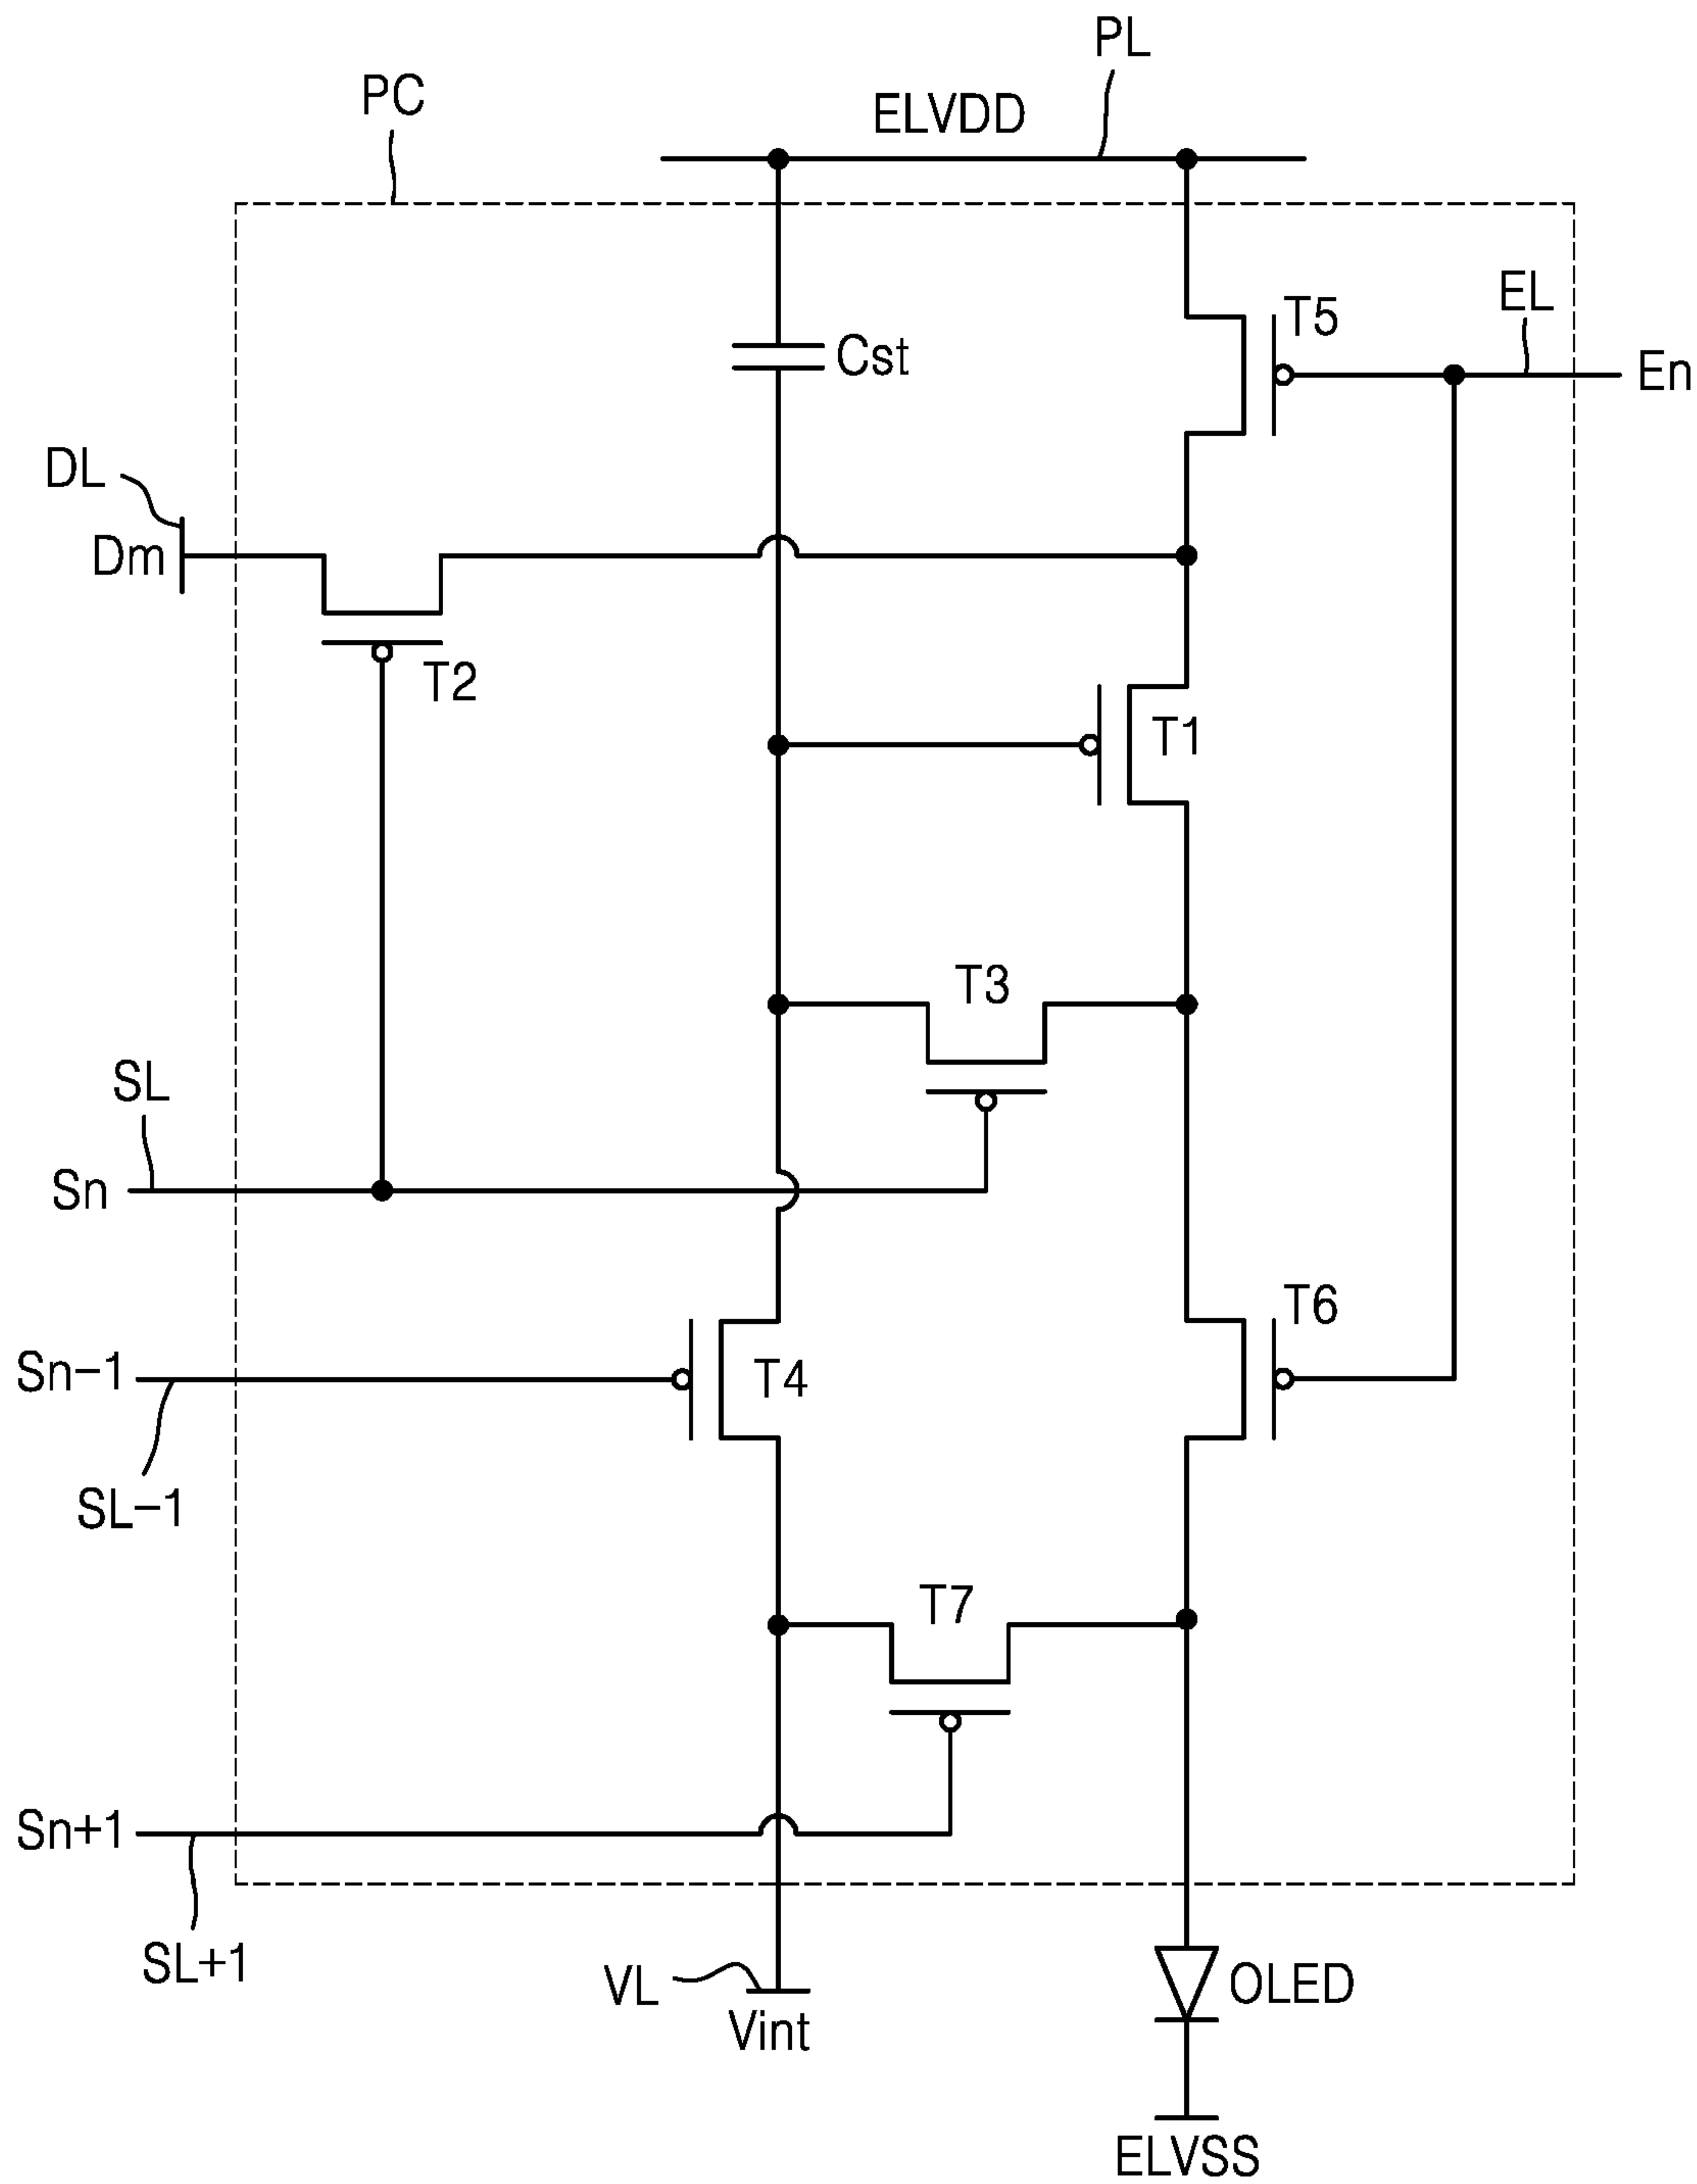 PL
PC
ELVDD
T5
EL
Cst
En
DL
Dm
T2
T1
T3
SL
Sn
T6
Sn-1
T4
SL-1
T7
Sn+1
SL+1
VL
OLED
Vint
ELVSS